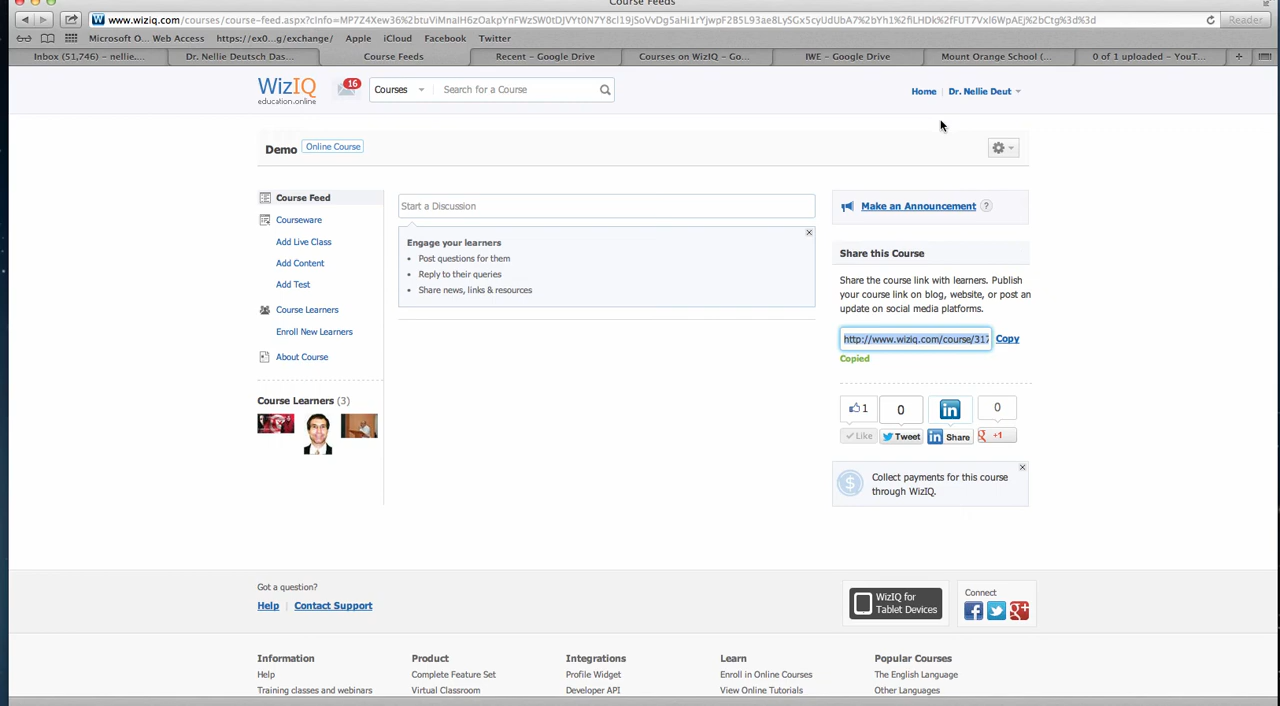 Course Feeds
www.wiziq.com/courses/course-feed.aspx?
Reader
Microsoft O... Web Access
https://ex0...g/exchange/
Apple
iCloud
Facebook
Twitter
Inbox (51,746) – nellie....
Dr. Nellie Deutsch Das...
Course Feeds
Recent – Google Drive
Courses on WizIQ – Go...
IWE – Google Drive
Mount Orange School (...
0 of 1 uploaded – YouT...
WizIQ
education.online
16
Courses
Search for a Course
Home
Dr. Nellie Deut
Demo
Online Course
Course Feed
Courseware
Add Live Class
Add Content
Add Test
Course Learners
Enroll New Learners
About Course
Course Learners (3)
Start a Discussion
Engage your learners
• Post questions for them
• Reply to their queries
• Share news, links & resources
Make an Announcement ?
Share this Course
Share the course link with learners. Publish
your course link on blog, website, or post an
update on social media platforms.
http://www.wiziq.com/course/317 Copy
Copied
1
0
in
0
Like
Tweet
in Share
g +1
Collect payments for this course
through WizIQ.
Got a question?
Help | Contact Support
WizIQ for
Tablet Devices
Connect
Information
Help
Training classes and webinars
Product
Complete Feature Set
Virtual Classroom
Integrations
Profile Widget
Developer API
Learn
Enroll in Online Courses
View Online Tutorials
Popular Courses
The English Language
Other Languages